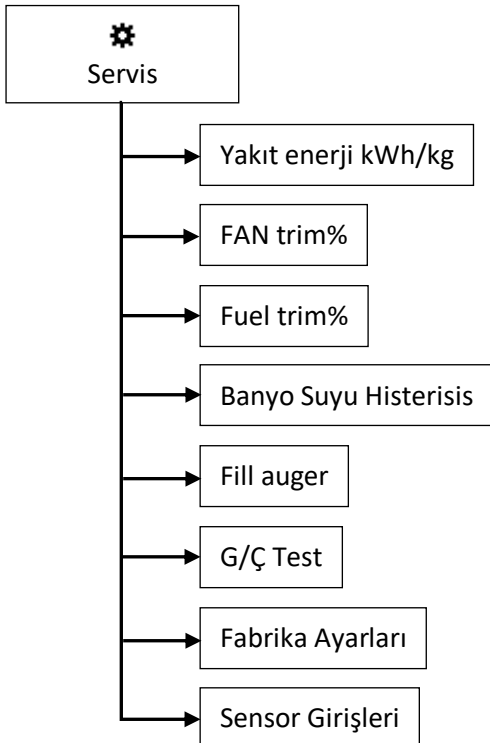 Servis
Yakıt enerji kWh/kg
FAN trim%
Fuel trim%
Banyo Suyu Histerisis
Fill auger
G/Ç Test
Fabrika Ayarları
Sensor Girişleri